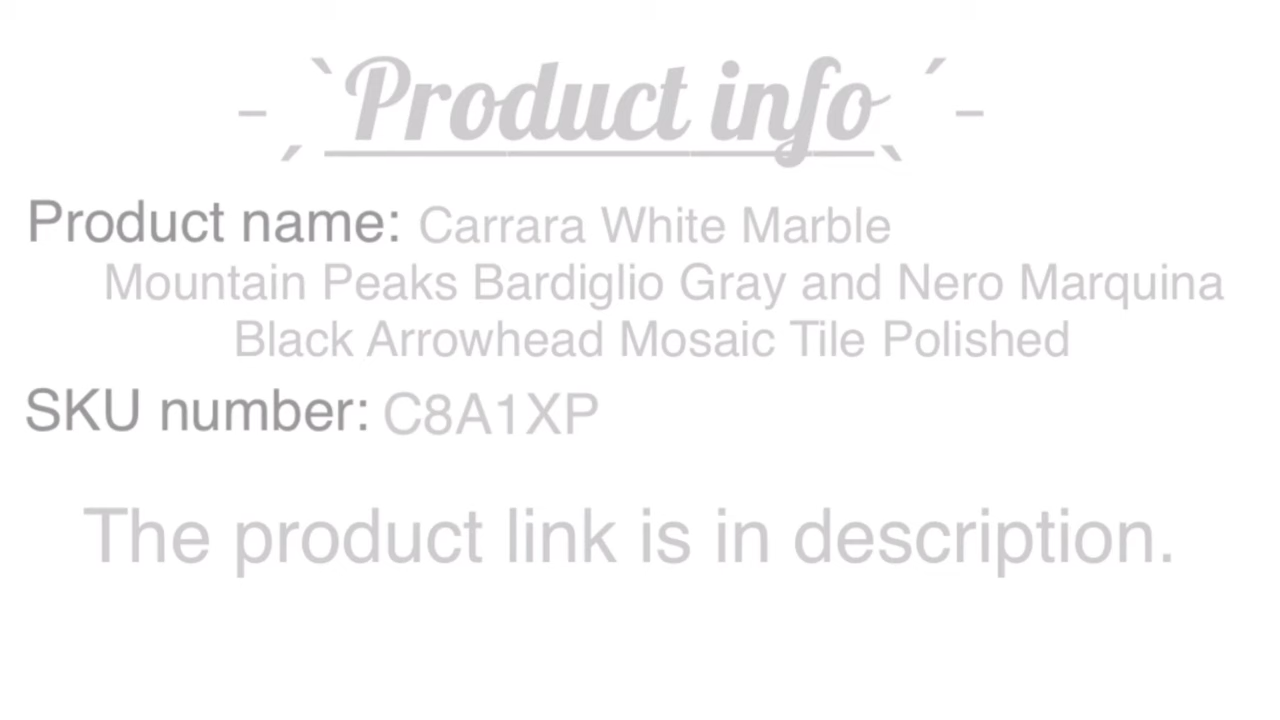 Product info
Product name: Carrara White Marble
Mountain Peaks Bardiglio Gray and Nero Marquina
Black Arrowhead Mosaic Tile Polished
SKU number: C8A1XP
The product link is in description.